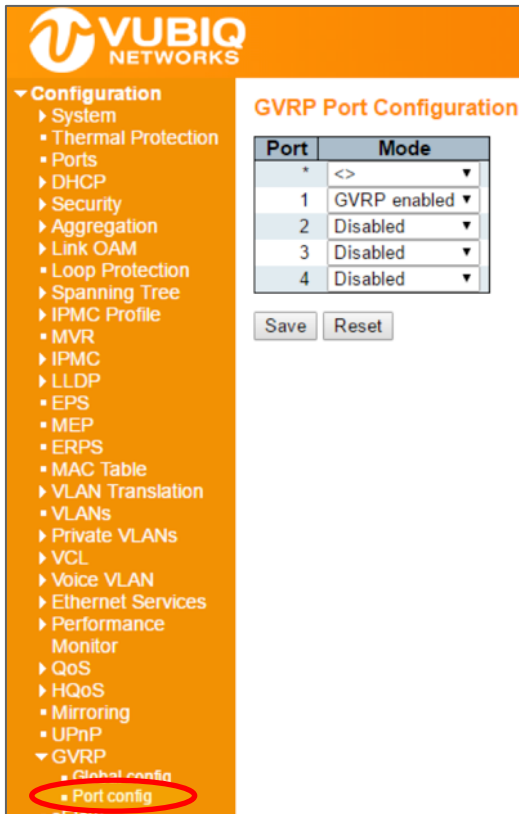 VUBIQ
NETWORKS
Configuration
System
Thermal Protection
Ports
DHCP
Security
Aggregation
Link OAM
Loop Protection
Spanning Tree
IPMC Profile
MVR
IPMC
LLDP
EPS
MEP
ERPS
MAC Table
VLAN Translation
VLANs
Private VLANs
VCL
Voice VLAN
Ethernet Services
Performance
Monitor
QoS
HQoS
Mirroring
UPnP
GVRP
Global config
Port config
GVRP Port Configuration
Port Mode
* <>
1 GVRP enabled
2 Disabled
3 Disabled
4 Disabled
Save Reset